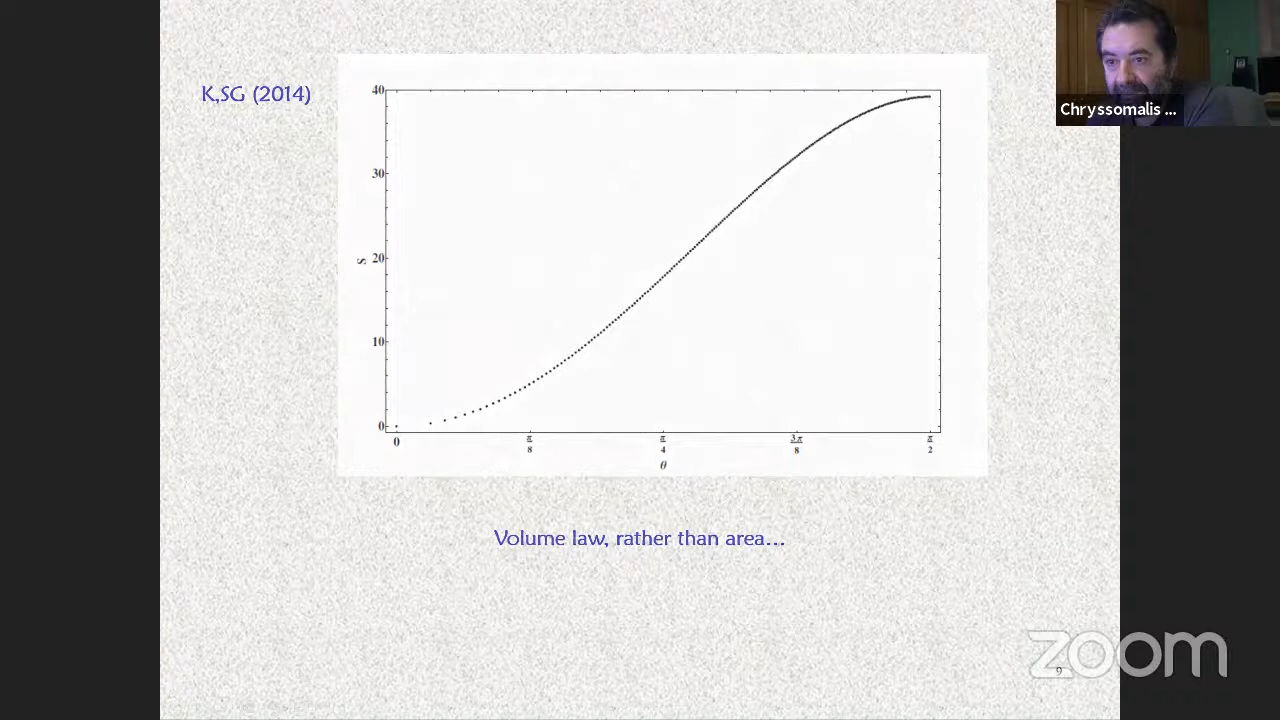 K,SG (2014)
Chryssomalis ...
40
30
20
10
0
S
0
π/8
π/4
3π/8
π/2
θ
Volume law, rather than area...
zoom
9